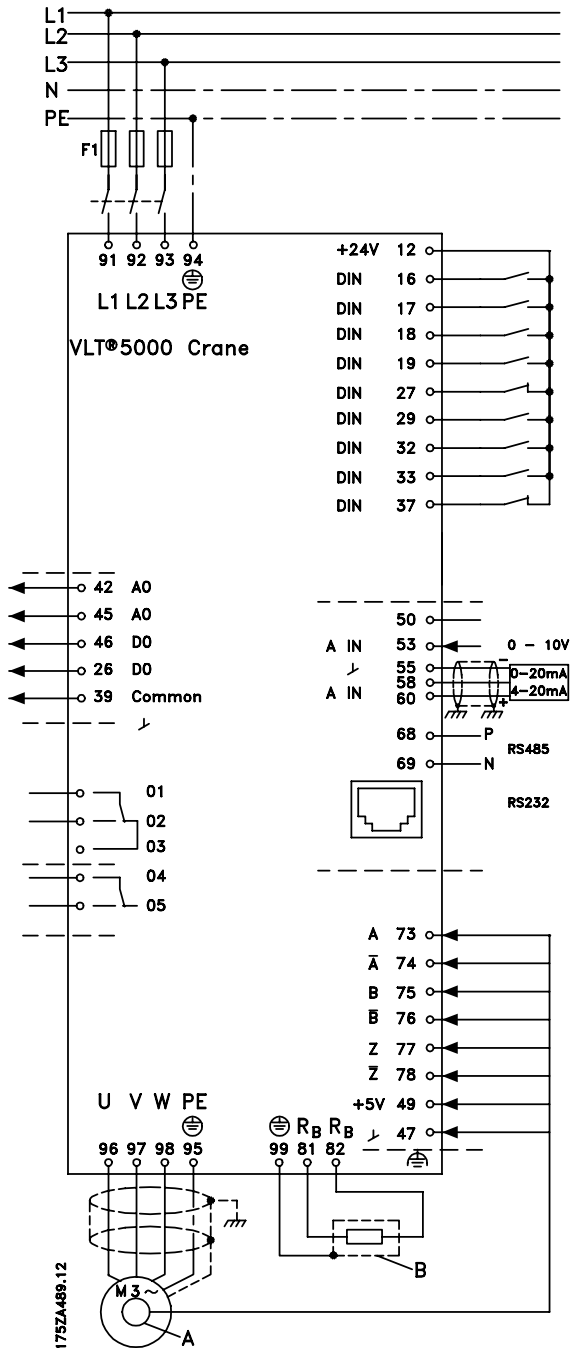 L1
L2
L3
N
PE
F1
91 92 93 94
L1 L2 L3 PE
VLT®5000 Crane
+24V 12
DIN 16
DIN 17
DIN 18
DIN 19
DIN 27
DIN 29
DIN 32
DIN 33
DIN 37
42 AO
45 AO
46 DO
26 DO
39 Common
50
A IN 53 0 – 10V
55 –
58 0–20mA
A IN 60 4–20mA
+
68 P
RS485
69 N
RS232
01
02
03
04
05
A 73
A̅ 74
B 75
B̅ 76
Z 77
Z̅ 78
+5V 49
47
U V W PE
96 97 98 95
RB RB
99 81 82
B
M 3 ~
A
175ZA489.12